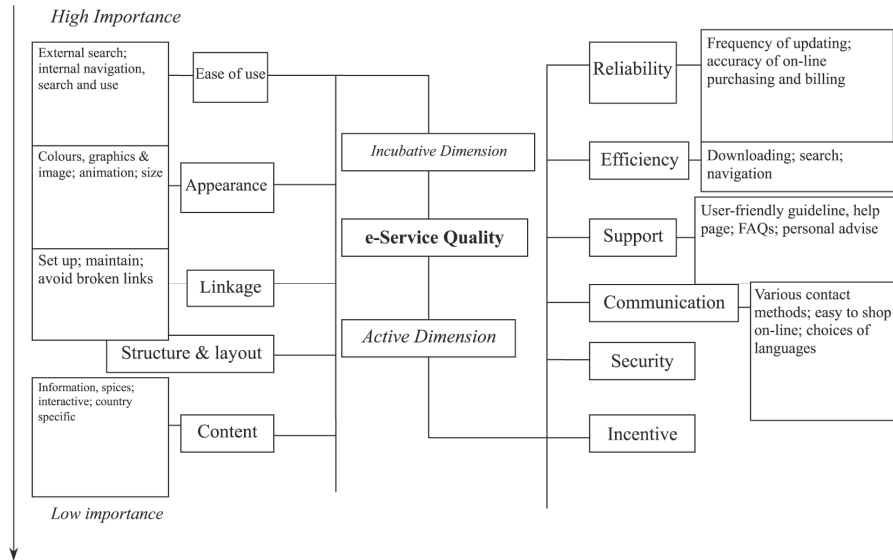 High Importance
External search;
internal navigation,
search and use
Ease of use
Colours, graphics &
image; animation; size
Appearance
Set up; maintain;
avoid broken links
Linkage
Structure & layout
Information, spices;
interactive; country
specific
Content
Low importance
Incubative Dimension
e-Service Quality
Active Dimension
Reliability
Frequency of updating;
accuracy of on-line
purchasing and billing
Efficiency
Downloading; search;
navigation
Support
User-friendly guideline, help
page; FAQs; personal advise
Communication
Various contact
methods; easy to shop
on-line; choices of
languages
Security
Incentive